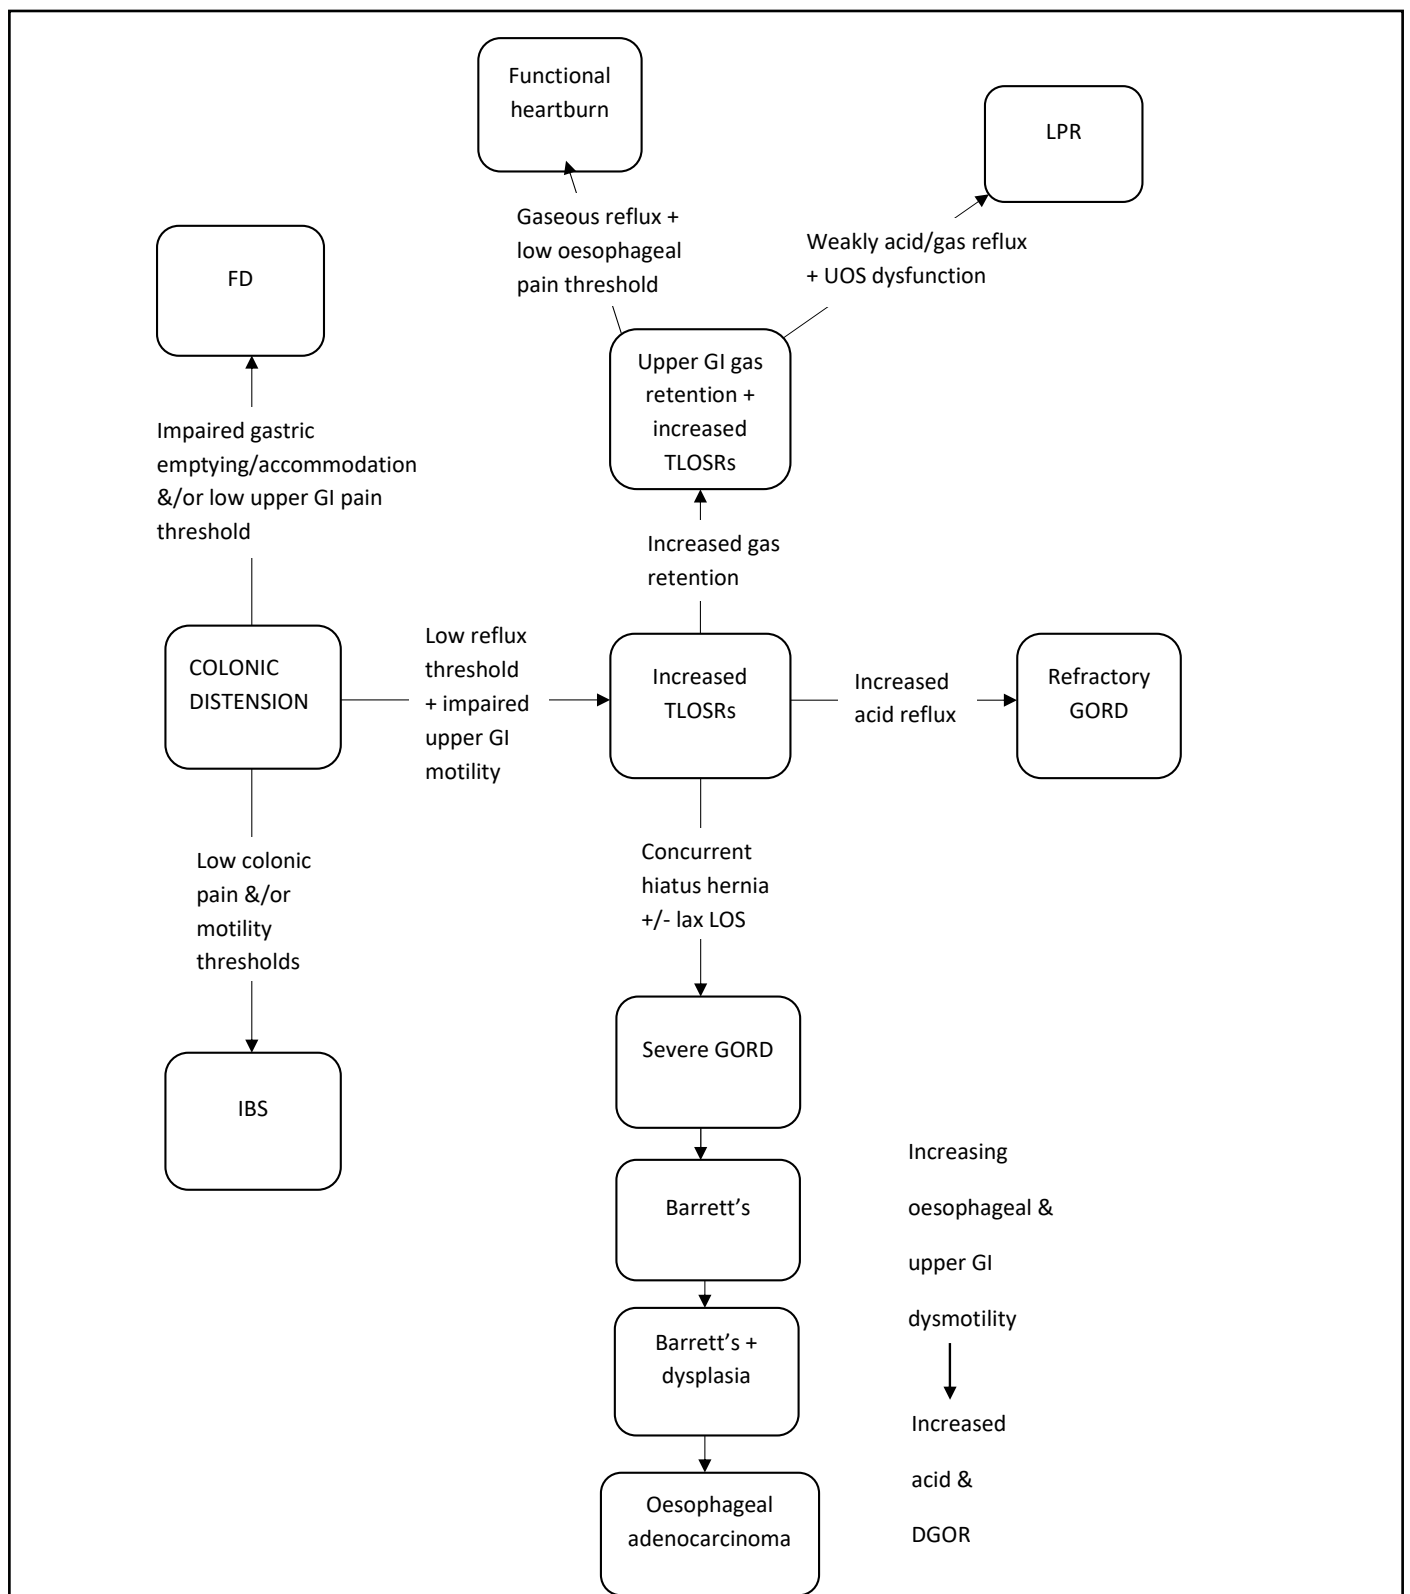 Functional
heartburn
LPR
Gaseous reflux +
low oesophageal
pain threshold
Weakly acid/gas reflux
+ UOS dysfunction
FD
Upper GI gas
retention +
increased
TLOSRs
Impaired gastric
emptying/accommodation
&/or low upper GI pain
threshold
Increased gas
retention
COLONIC
DISTENSION
Low reflux
threshold
+ impaired
upper GI
motility
Increased
TLOSRs
Increased
acid reflux
Refractory
GORD
Low colonic
pain &/or
motility
thresholds
Concurrent
hiatus hernia
+/- lax LOS
IBS
Severe GORD
Barrett’s
Barrett’s +
dysplasia
Oesophageal
adenocarcinoma
Increasing
oesophageal &
upper GI
dysmotility
Increased
acid &
DGOR